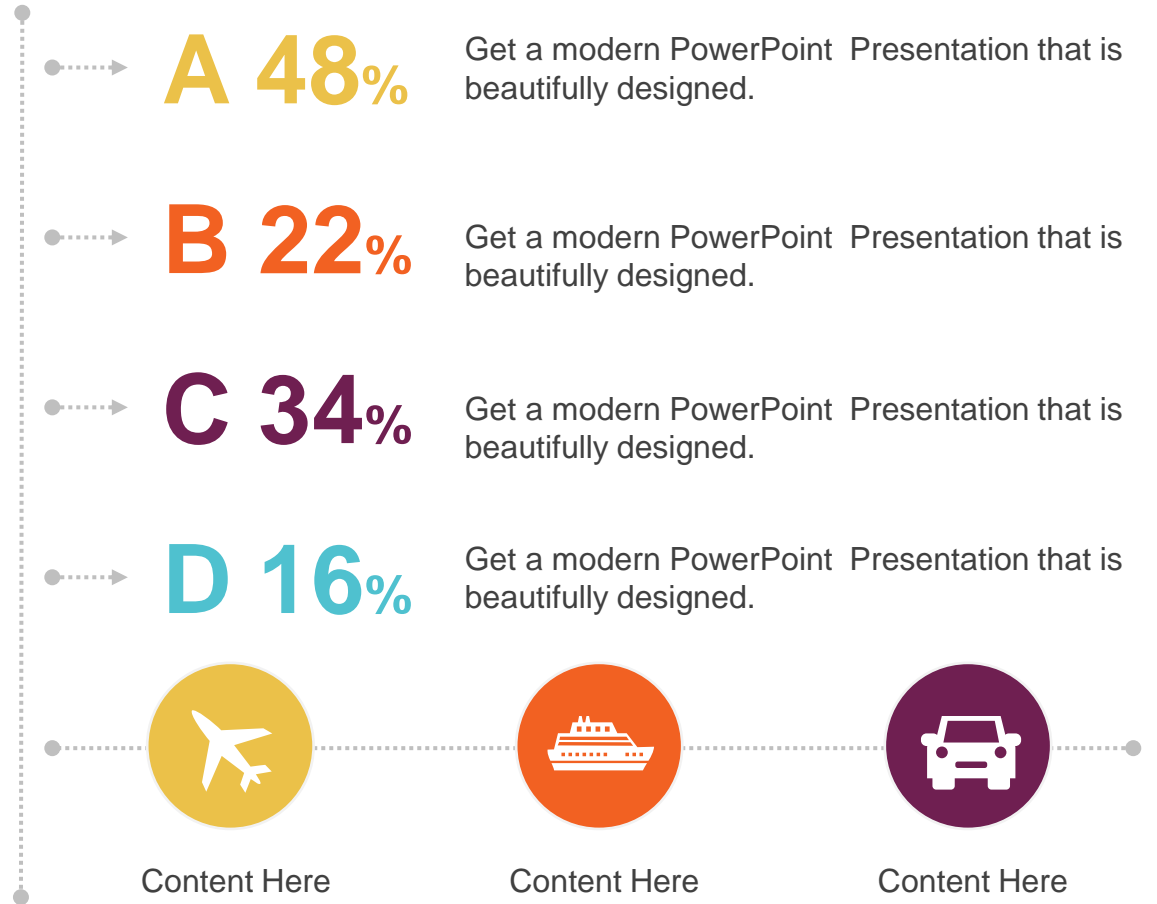 A 48%
Get a modern PowerPoint  Presentation that is
beautifully designed.
B 22%
Get a modern PowerPoint  Presentation that is
beautifully designed.
C 34%
Get a modern PowerPoint  Presentation that is
beautifully designed.
D 16%
Get a modern PowerPoint  Presentation that is
beautifully designed.
Content Here
Content Here
Content Here